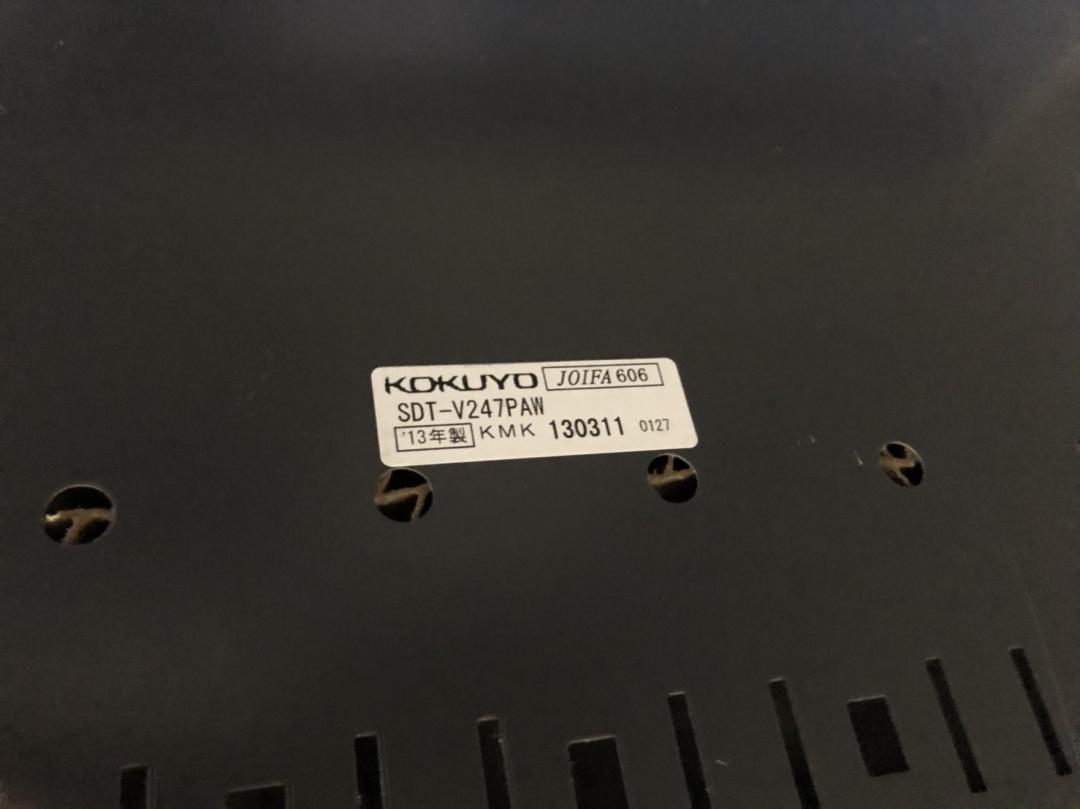 KOKUYO JOIFA 606
SDT-V247PAW
'13年製 KMK 130311 0127